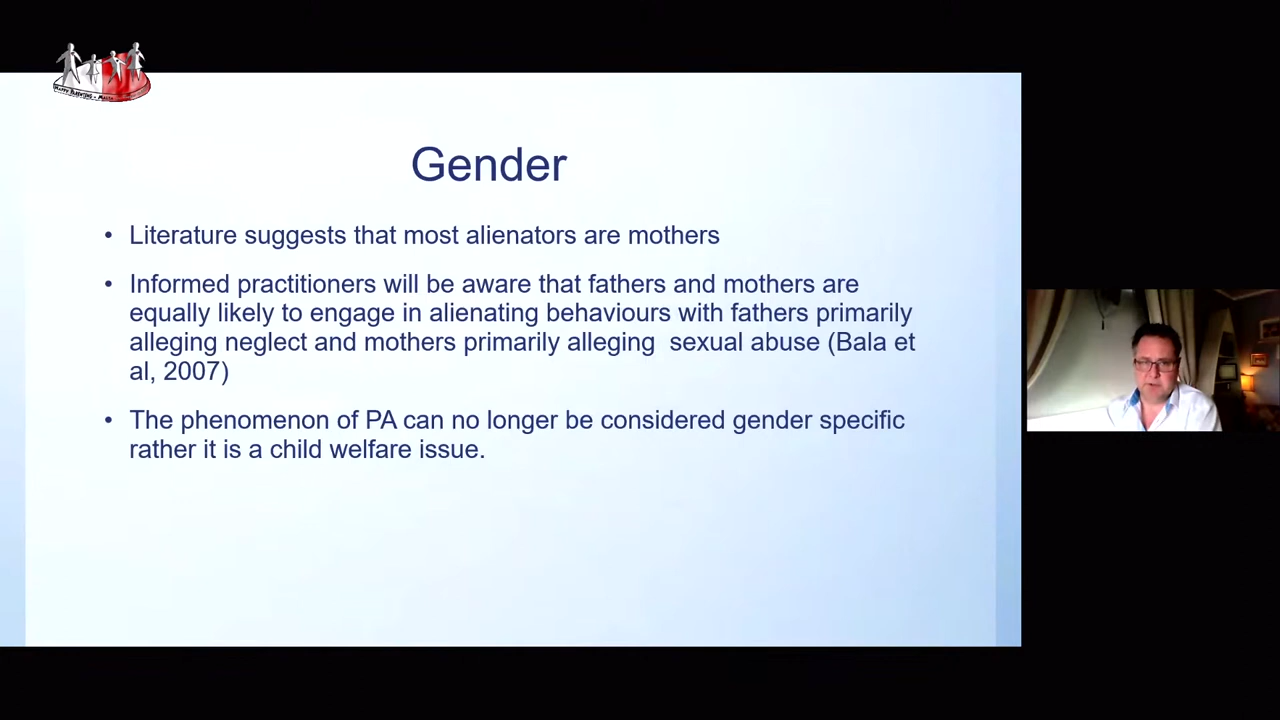 HAPPY PARENTING - MALTA
Gender
• Literature suggests that most alienators are mothers
• Informed practitioners will be aware that fathers and mothers are
equally likely to engage in alienating behaviours with fathers primarily
alleging neglect and mothers primarily alleging  sexual abuse (Bala et
al, 2007)
• The phenomenon of PA can no longer be considered gender specific
rather it is a child welfare issue.